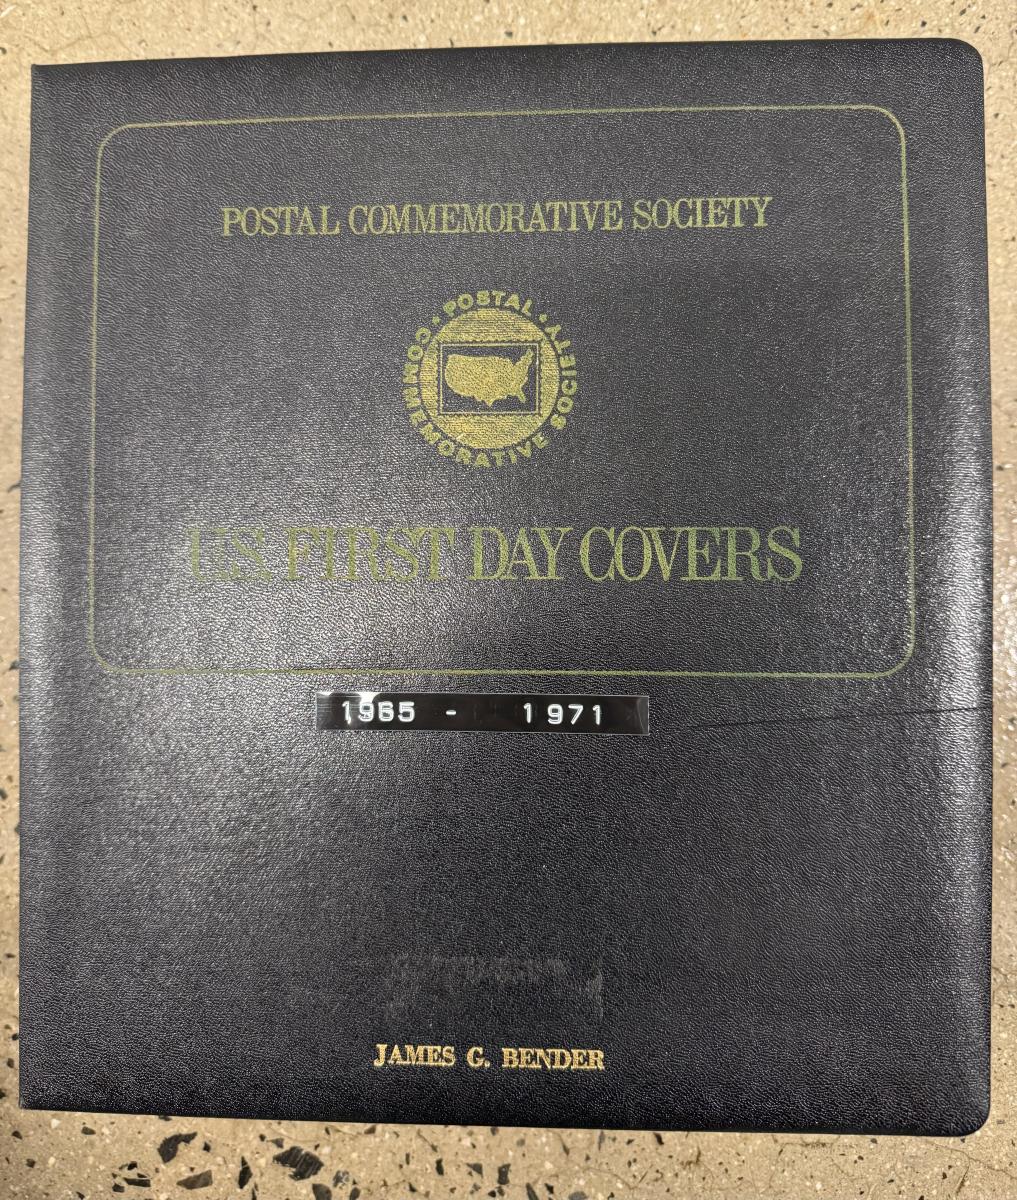 POSTAL COMMEMORATIVE SOCIETY
• POSTAL •
COMMEMORATIVE SOCIETY
U.S. FIRST DAY COVERS
1965 - 1971
JAMES G. BENDER